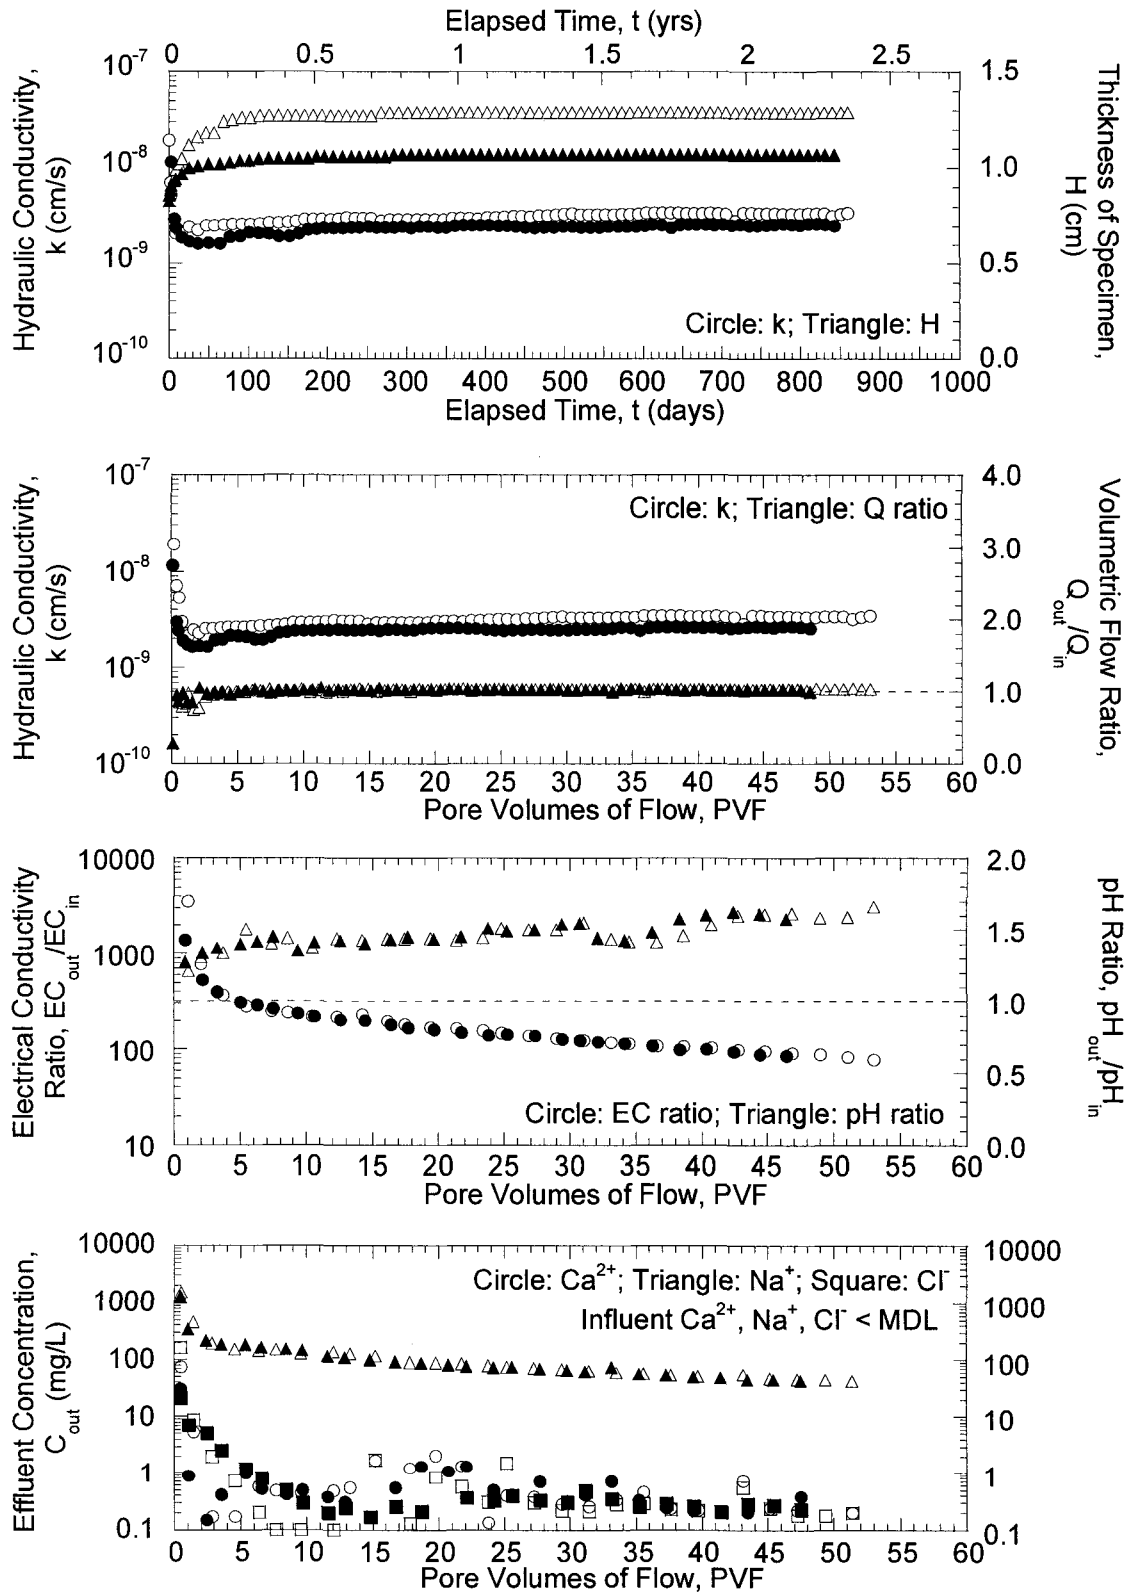 Elapsed Time, t (yrs)
0 0.5 1 1.5 2 2.5
10-7 10-8 10-9 10-10
Hydraulic Conductivity,
k (cm/s)
1.5 1.0 0.5 0.0
Thickness of Specimen,
H (cm)
Circle: k; Triangle: H
0 100 200 300 400 500 600 700 800 900 1000
Elapsed Time, t (days)
10-7 10-8 10-9 10-10
Hydraulic Conductivity,
k (cm/s)
4.0 3.0 2.0 1.0 0.0
Volumetric Flow Ratio,
Qout/Qin
Circle: k; Triangle: Q ratio
0 5 10 15 20 25 30 35 40 45 50 55 60
Pore Volumes of Flow, PVF
10000 1000 100 10
Electrical Conductivity
Ratio, ECout/ECin
2.0 1.5 1.0 0.5 0.0
pH Ratio, pHout/pHin
Circle: EC ratio; Triangle: pH ratio
0 5 10 15 20 25 30 35 40 45 50 55 60
Pore Volumes of Flow, PVF
10000 1000 100 10 1 0.1
Effluent Concentration,
Cout (mg/L)
10000 1000 100 10 1 0.1
Circle: Ca2+; Triangle: Na+; Square: Cl-
Influent Ca2+, Na+, Cl- < MDL
0 5 10 15 20 25 30 35 40 45 50 55 60
Pore Volumes of Flow, PVF